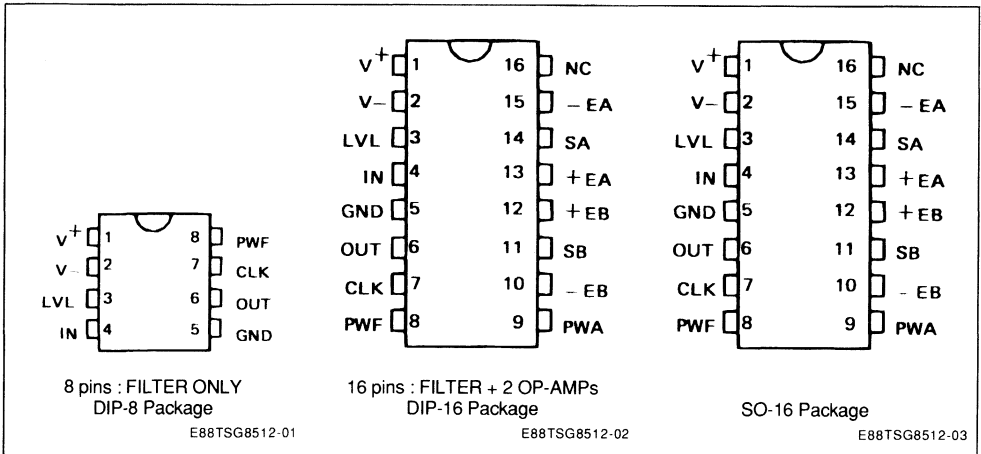 V+ 1 8 PWF
V- 2 7 CLK
LVL 3 6 OUT
IN 4 5 GND
8 pins : FILTER ONLY
DIP-8 Package
E88TSG8512-01
V+ 1 16 NC
V- 2 15 - EA
LVL 3 14 SA
IN 4 13 + EA
GND 5 12 + EB
OUT 6 11 SB
CLK 7 10 - EB
PWF 8 9 PWA
16 pins : FILTER + 2 OP-AMPs
DIP-16 Package
E88TSG8512-02
V+ 1 16 NC
V- 2 15 - EA
LVL 3 14 SA
IN 4 13 + EA
GND 5 12 + EB
OUT 6 11 SB
CLK 7 10 - EB
PWF 8 9 PWA
SO-16 Package
E88TSG8512-03